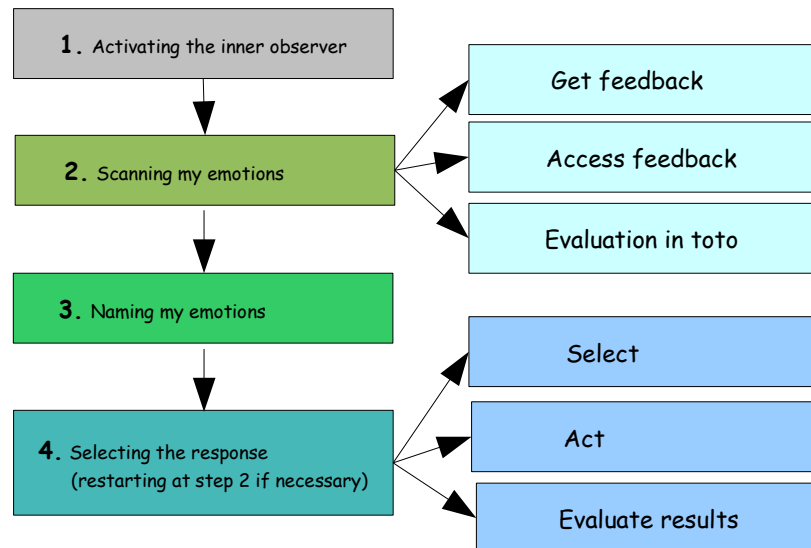 1. Activating the inner observer
2. Scanning my emotions
Get feedback
Access feedback
Evaluation in toto
3. Naming my emotions
4. Selecting the response
(restarting at step 2 if necessary)
Select
Act
Evaluate results